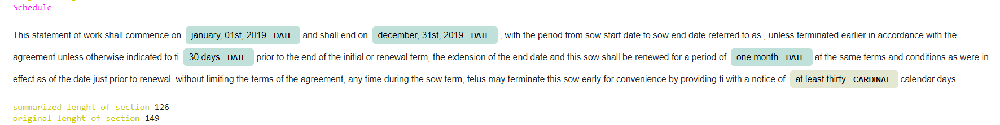 Schedule
This statement of work shall commence on january, 01st, 2019 DATE and shall end on december, 31st, 2019 DATE , with the period from sow start date to sow end date referred to as , unless terminated earlier in accordance with the
agreement.unless otherwise indicated to ti 30 days DATE prior to the end of the initial or renewal term, the extension of the end date and this sow shall be renewed for a period of one month DATE at the same terms and conditions as were in
effect as of the date just prior to renewal. without limiting the terms of the agreement, any time during the sow term, telus may terminate this sow early for convenience by providing ti with a notice of at least thirty CARDINAL calendar days.
summarized lenght of section 126
original lenght of section 149